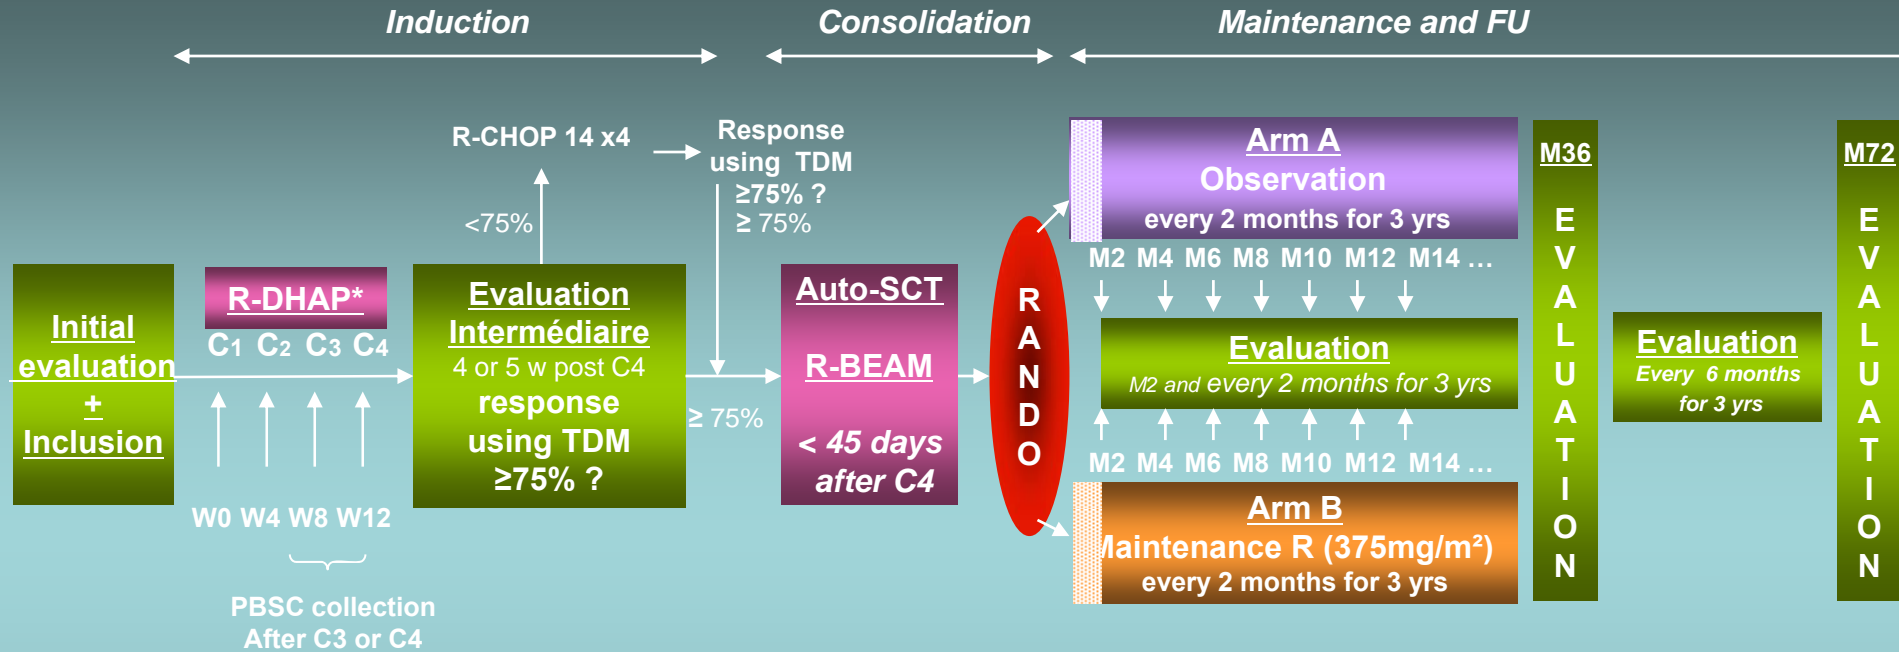 Induction
Consolidation
Maintenance and FU
R-CHOP 14 x4
Response
using TDM
≥75% ?
≥ 75%
<75%
Initial
evaluation
+
Inclusion
R-DHAP*
C1 C2 C3 C4
W0 W4 W8 W12
PBSC collection
After C3 or C4
Evaluation
Intermédiaire
4 or 5 w post C4
response
using TDM
≥75% ?
≥ 75%
Auto-SCT
R-BEAM
< 45 days
after C4
RANDO
Arm A
Observation
every 2 months for 3 yrs
M2 M4 M6 M8 M10 M12 M14 ...
Evaluation
M2 and every 2 months for 3 yrs
M2 M4 M6 M8 M10 M12 M14 ...
Arm B
Maintenance R (375mg/m²)
every 2 months for 3 yrs
M36
EVALUATION
Evaluation
Every 6 months
for 3 yrs
M72
EVALUATION